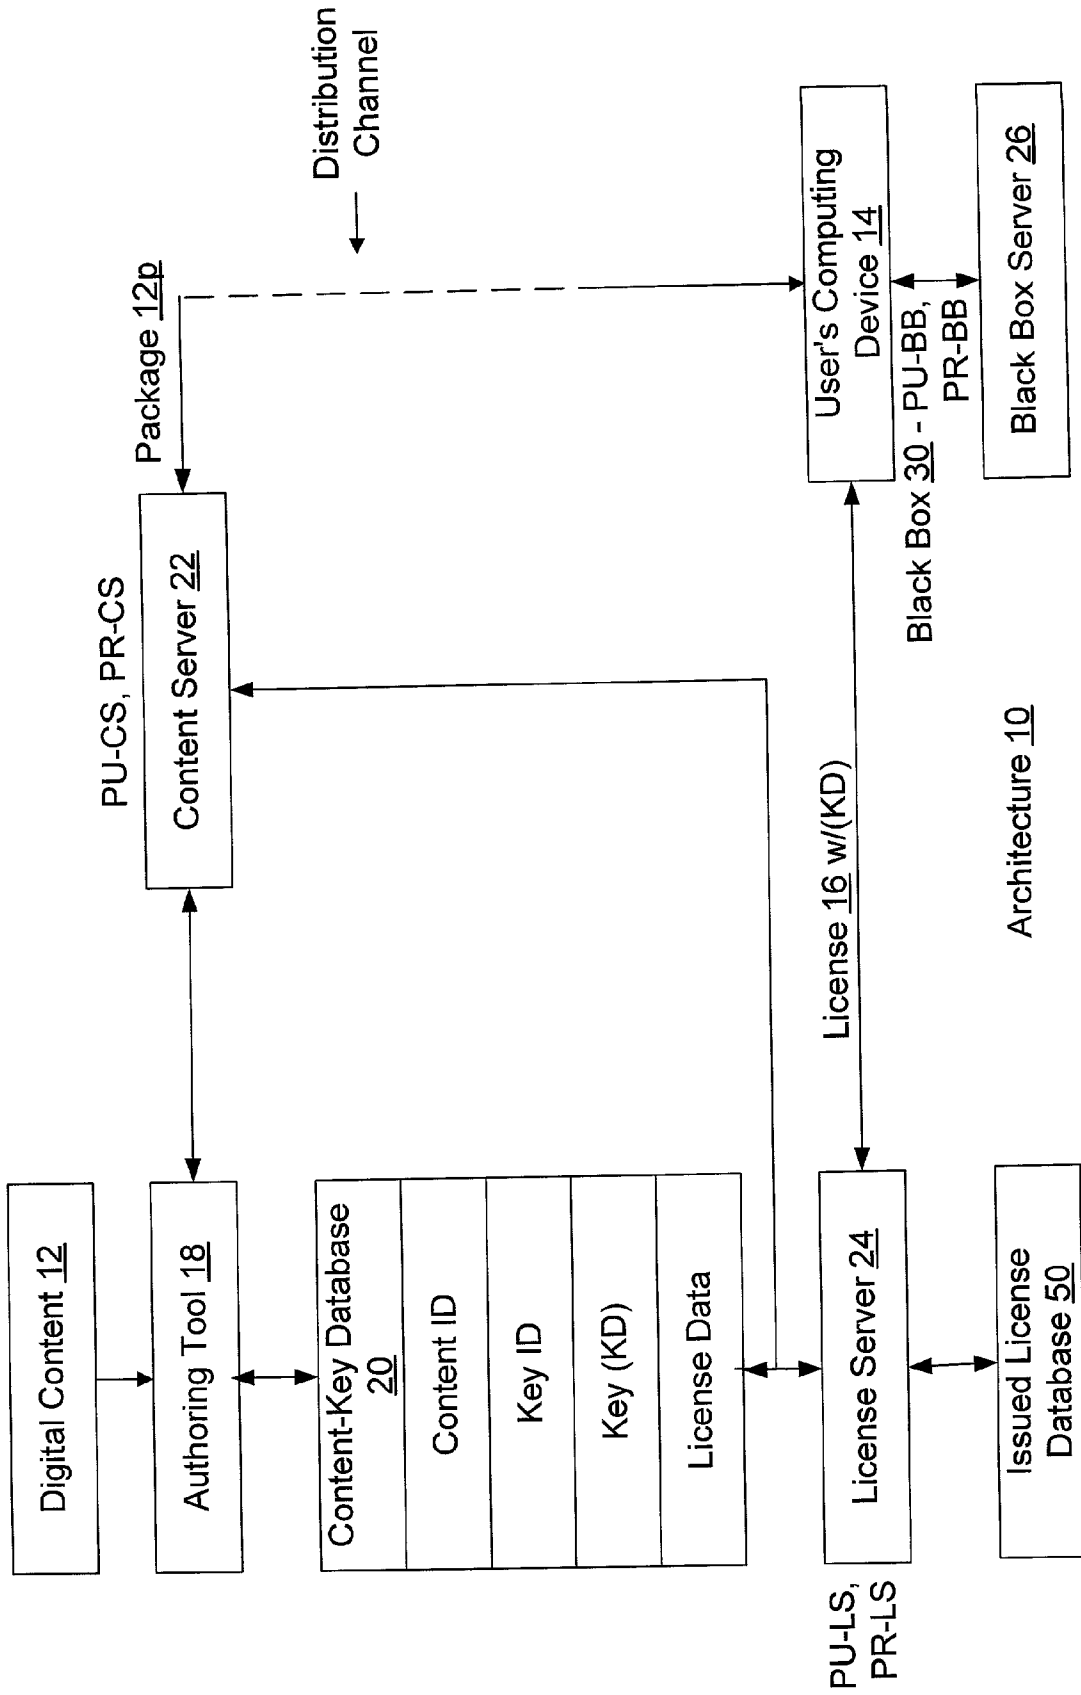 Digital Content 12
Authoring Tool 18
Content-Key Database
20
Content ID
Key ID
Key (KD)
License Data
PU-LS,
PR-LS
License Server 24
Issued License
Database 50
PU-CS, PR-CS
Content Server 22
Package 12p
Distribution
Channel
License 16 w/(KD)
User's Computing
Device 14
Black Box 30 - PU-BB,
PR-BB
Black Box Server 26
Architecture 10